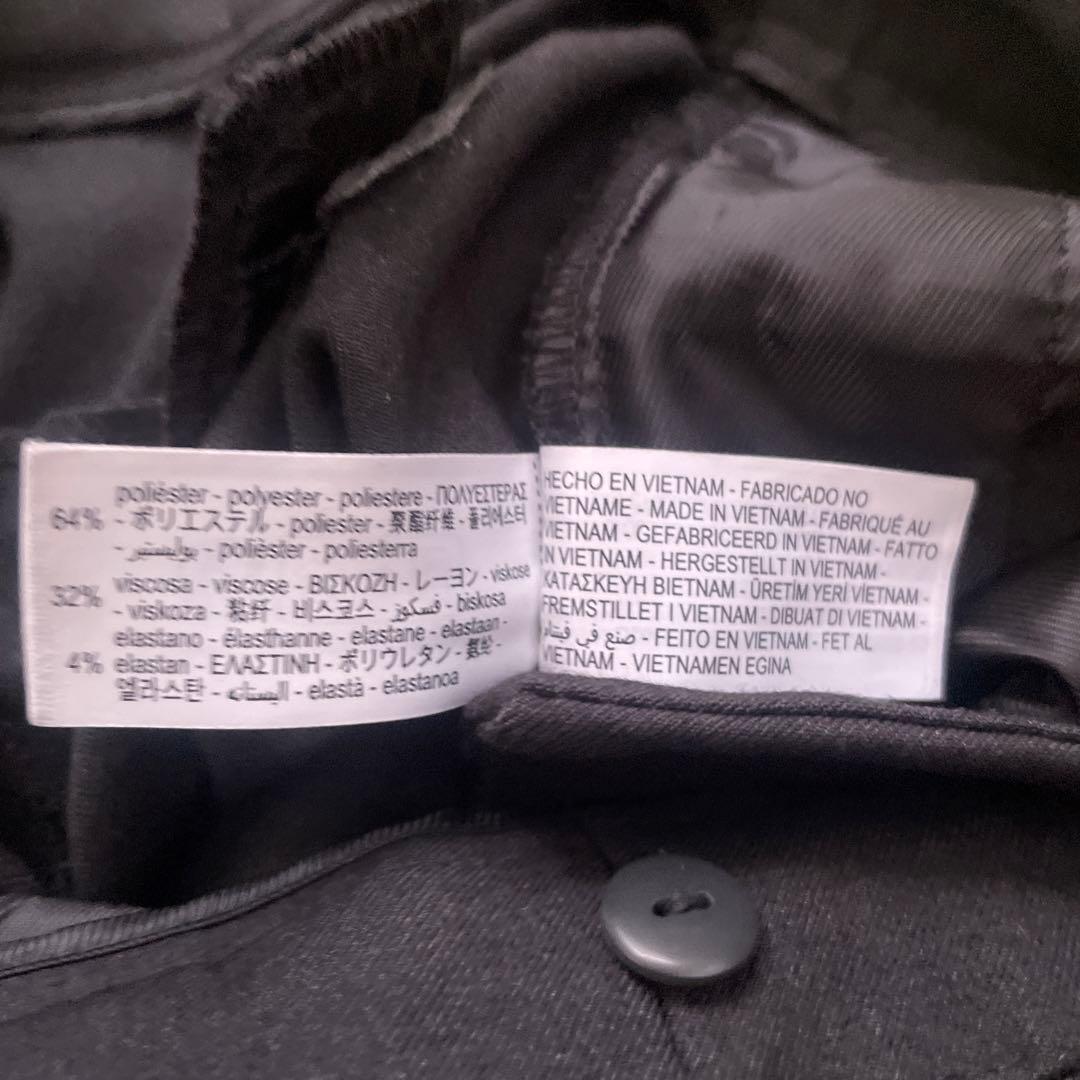 poliéster - polyester - poliestere - ΠΟΛΥΕΣΤΕΡΑΣ
64% - ポリエステル - poliester - 聚酯纤维 - 폴리에스터
- بوليستير - polièster - poliesterra
viscosa - viscose - ΒΙΣΚΟΖΗ - レーヨン - viskose
32% - viskoza - 粘纤 - 비스코스 - فسكوز - biskosa
elastano - élasthanne - elastane - elastaan -
4% elastan - ΕΛΑΣΤΙΝΗ - ポリウレタン - 氨纶 -
엘라스탄 - اليستانه - elastà - elastanoa
HECHO EN VIETNAM - FABRICADO NO
VIETNAME - MADE IN VIETNAM - FABRIQUÉ AU
VIETNAM - GEFABRICEERD IN VIETNAM - FATTO
IN VIETNAM - HERGESTELLT IN VIETNAM -
ΚΑΤΑΣΚΕΥΗ ΒΙΕΤΝΑΜ - ÜRETİM YERİ VİETNAM -
FREMSTILLET I VIETNAM - DIBUAT DI VIETNAM -
صنع في فيتنام - FEITO EN VIETNAM - FET AL
VIETNAM - VIETNAMEN EGINA